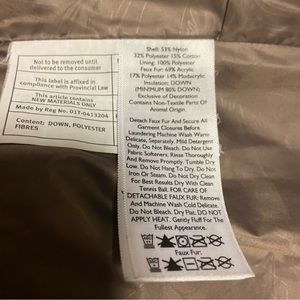 Not to be removed until
delivered to the consumer
This label is affixed in
compliance with Provincial Law
This article contains
NEW MATERIALS ONLY
Made by Reg No. 01T-0413204
Content: DOWN, POLYESTER
FIBRES
Shell: 53% Nylon
32% Polyester 15% Cotton
Lining: 100% Polyester
Faux Fur: 69% Acrylic
17% Polyester 14% Modacrylic
Insulation: DOWN
(MINIMUM 80% DOWN)
Exclusive of Decoration
Contains Non-Textile Parts of
Animal Origin
Detach Faux Fur And Secure All
Garment Closures Before
Laundering Machine Wash Warm
Delicate, Separately, Mild Detergent
Only. Do Not Bleach. Do Not Use
Fabric Softeners. Rinse Thoroughly
And Remove Promptly. Tumble Dry
Low. Do Not Hang To Dry. Do Not
Iron Or Steam. Do Not Dry Clean
For Best Results Dry With Clean
Tennis Ball. FOR CARE OF
DETACHABLE FAUX FUR: Remove
And Machine Wash Cold Delicate.
Do Not Bleach. Dry Flat. DO NOT
APPLY HEAT. Gently Fluff For The
Fullest Appearance.
Faux Fur: